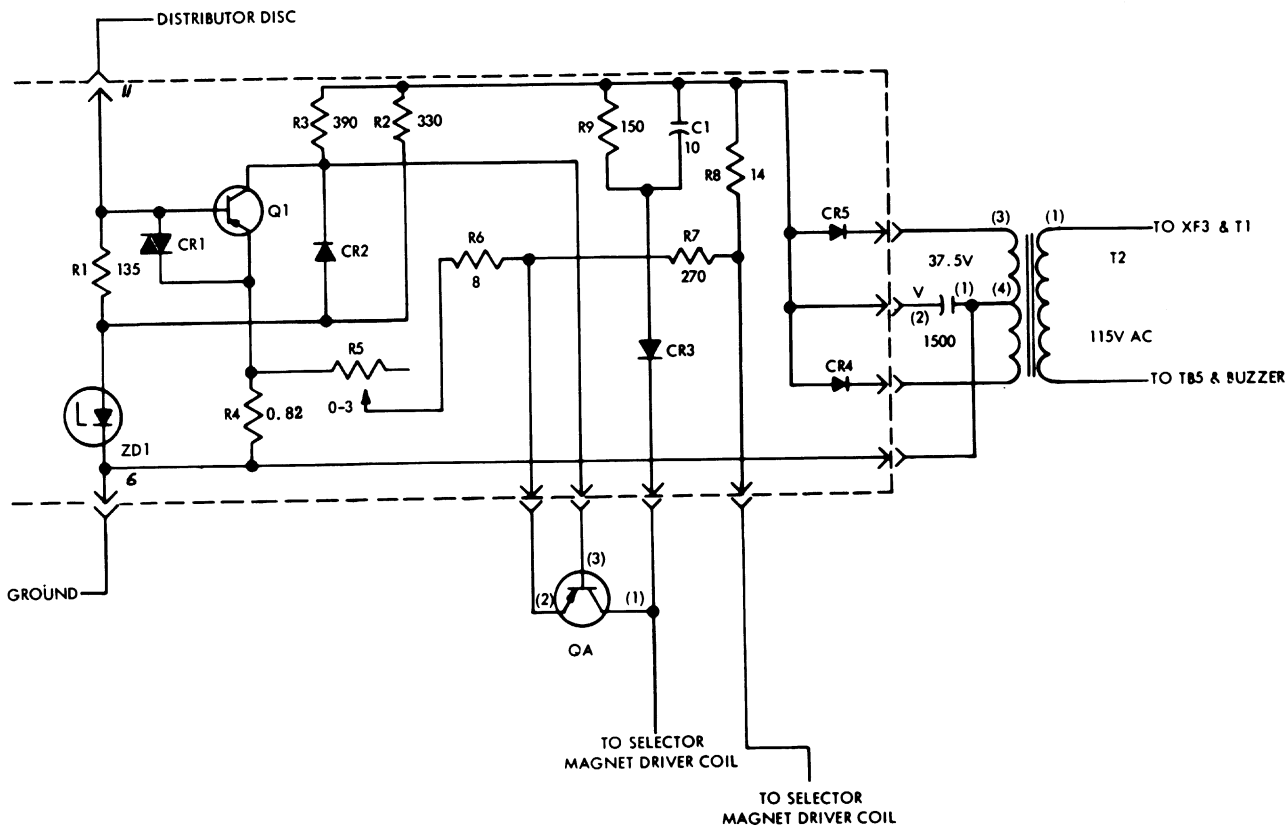 DISTRIBUTOR DISC
11
R3
390
R2
330
R9
150
C1
10
R8
14
Q1
CR1
R1
135
CR2
R6
8
R7
270
CR5
(3)
(1)
TO XF3 & T1
37.5V
T2
V
(1)
(4)
(2)
1500
115V AC
R5
0-3
CR3
CR4
TO TB5 & BUZZER
R4
0.82
ZD1
6
GROUND
(3)
(2)
(1)
QA
TO SELECTOR
MAGNET DRIVER COIL
TO SELECTOR
MAGNET DRIVER COIL